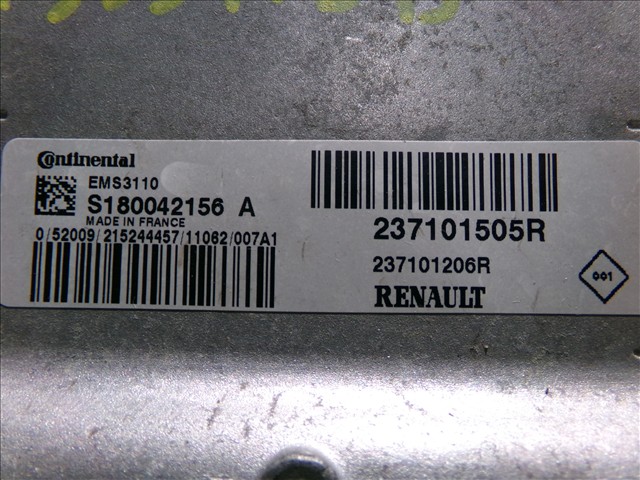 Continental
EMS3110
S180042156 A
MADE IN FRANCE
0/52009/215244457/11062/007A1
237101505R
237101206R
RENAULT
001